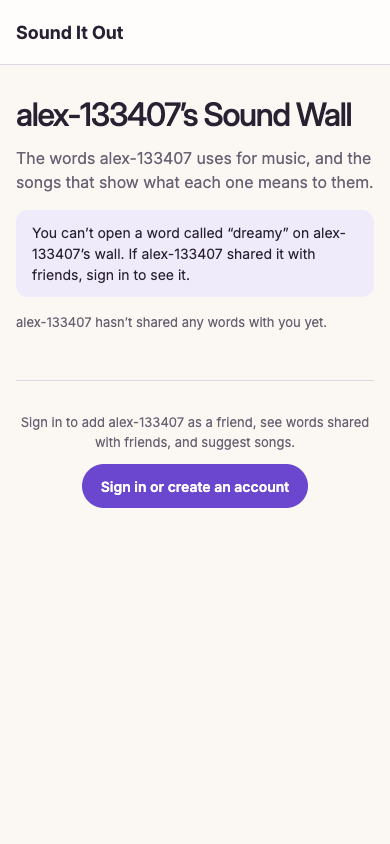 Sound It Out
alex-133407’s Sound Wall
The words alex-133407 uses for music, and the
songs that show what each one means to them.
You can’t open a word called “dreamy” on alex-
133407’s wall. If alex-133407 shared it with
friends, sign in to see it.
alex-133407 hasn’t shared any words with you yet.
Sign in to add alex-133407 as a friend, see words shared
with friends, and suggest songs.
Sign in or create an account